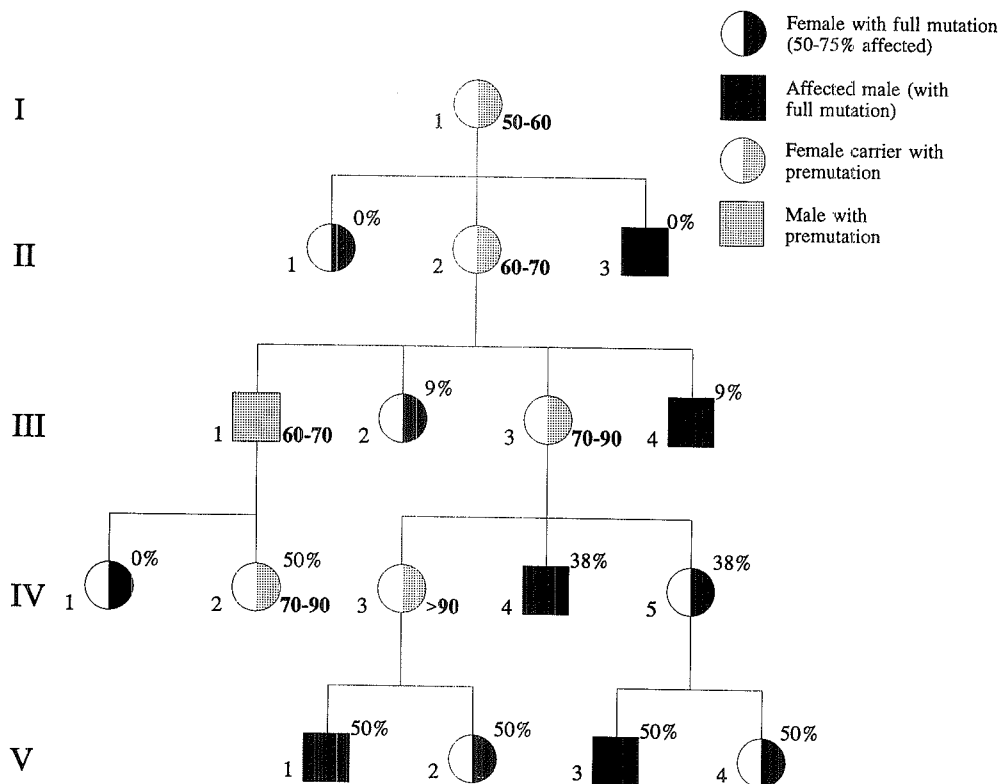 Female with full mutation
(50-75% affected)
Affected male (with
full mutation)
Female carrier with
premutation
Male with
premutation
I
1 50-60
II
0% 0%
1 2 60-70 3
III
9% 9%
1 60-70 2 3 70-90 4
IV
0% 50% 38% 38%
1 2 70-90 3 >90 4 5
V
50% 50% 50% 50%
1 2 3 4